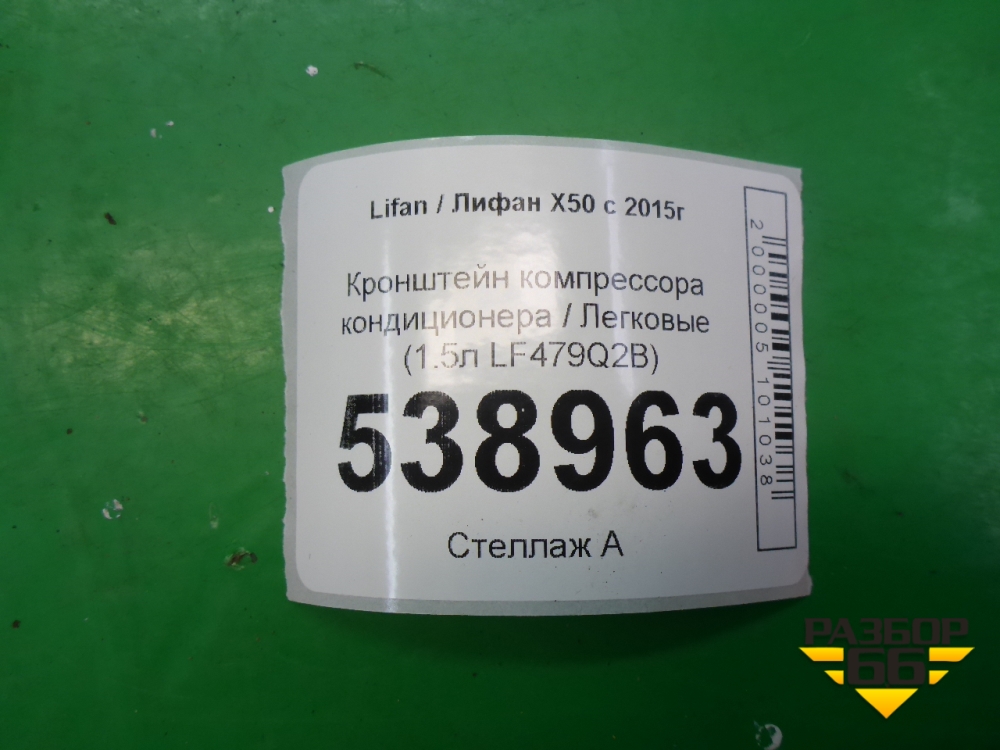 Lifan / Лифан X50 с 2015г
Кронштейн компрессора
кондиционера / Легковые
(1.5л LF479Q2B)
538963
Стеллаж А
2000005101038
РАЗБОР
66